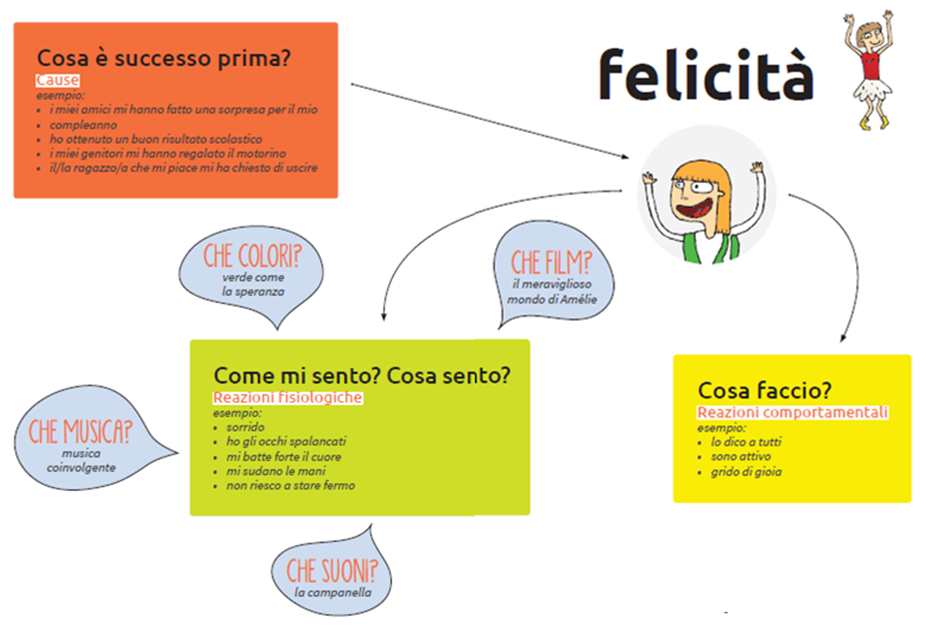 Cosa è successo prima?
Cause
esempio:
• i miei amici mi hanno fatto una sorpresa per il mio
• compleanno
• ho ottenuto un buon risultato scolastico
• i miei genitori mi hanno regalato il motorino
• il/la ragazzo/a che mi piace mi ha chiesto di uscire
felicità
CHE COLORI?
verde come
la speranza
CHE FILM?
il meraviglioso
mondo di Amélie
Come mi sento? Cosa sento?
Reazioni fisiologiche
esempio:
• sorrido
• ho gli occhi spalancati
• mi batte forte il cuore
• mi sudano le mani
• non riesco a stare fermo
Cosa faccio?
Reazioni comportamentali
esempio:
• lo dico a tutti
• sono attivo
• grido di gioia
CHE MUSICA?
musica
coinvolgente
CHE SUONI?
la campanella